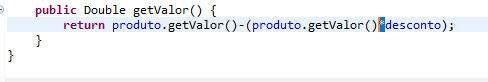 public Double getValor() {
return produto.getValor()-(produto.getValor()*desconto);
}
}